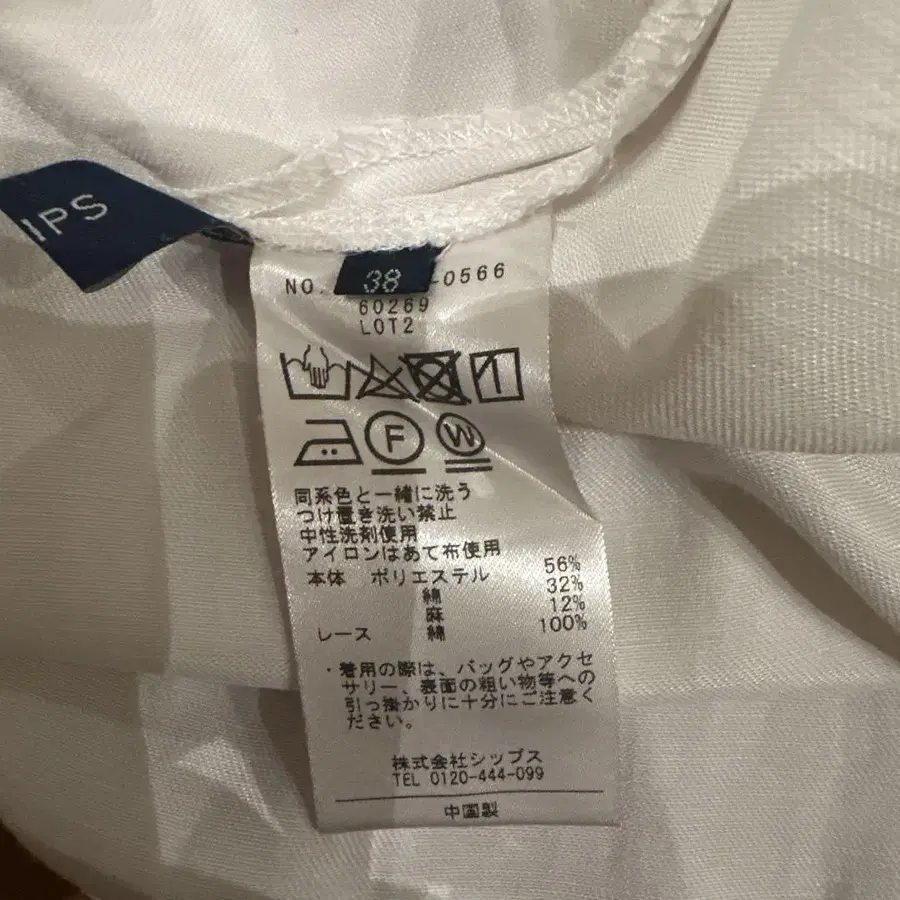 IPS
38
NO. -0566
60269
LOT2
F W
同系色と一緒に洗う
つけ置き洗い禁止
中性洗剤使用
アイロンはあて布使用
本体 ポリエステル 56%
綿 32%
麻 12%
レース 綿 100%
・着用の際は、バッグやアクセ
サリー、表面の粗い物等への
引っ掛かりに十分にご注意く
ださい。
株式会社シップス
TEL 0120-444-099
中国製